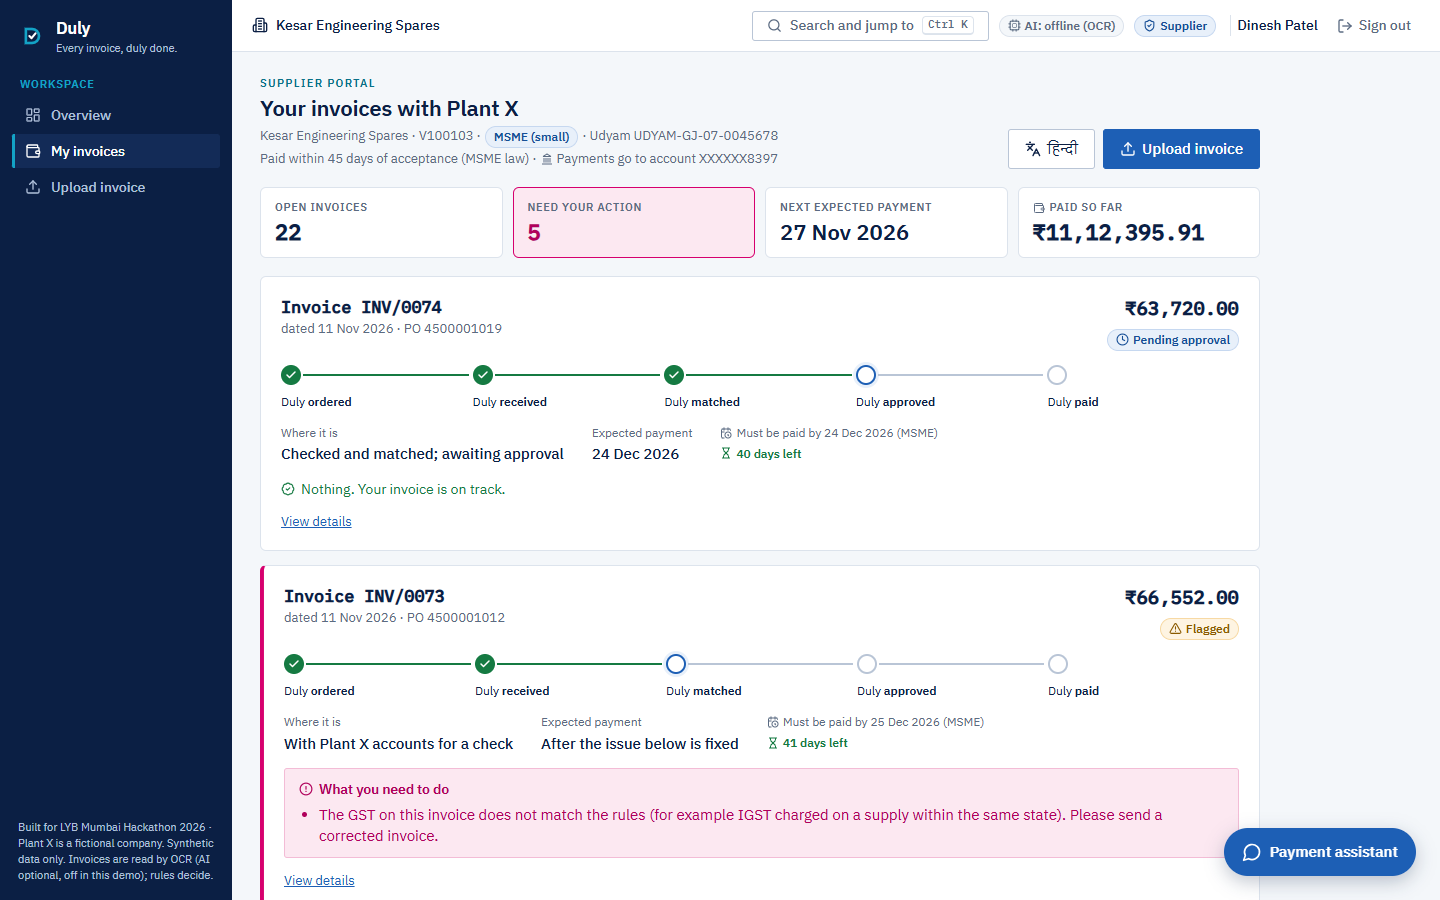 Duly
Every invoice, duly done.
WORKSPACE
Overview
My invoices
Upload invoice
Built for LYB Mumbai Hackathon 2026 ·
Plant X is a fictional company. Synthetic
data only. Invoices are read by OCR (AI
optional, off in this demo); rules decide.
Kesar Engineering Spares
Search and jump to Ctrl K
AI: offline (OCR)
Supplier
Dinesh Patel
Sign out
SUPPLIER PORTAL
Your invoices with Plant X
Kesar Engineering Spares · V100103 · MSME (small) · Udyam UDYAM-GJ-07-0045678
Paid within 45 days of acceptance (MSME law) · Payments go to account XXXXXX8397
हिन्दी
Upload invoice
OPEN INVOICES
22
NEED YOUR ACTION
5
NEXT EXPECTED PAYMENT
27 Nov 2026
PAID SO FAR
₹11,12,395.91
Invoice INV/0074
dated 11 Nov 2026 · PO 4500001019
₹63,720.00
Pending approval
Duly ordered
Duly received
Duly matched
Duly approved
Duly paid
Where it is
Checked and matched; awaiting approval
Expected payment
24 Dec 2026
Must be paid by 24 Dec 2026 (MSME)
40 days left
Nothing. Your invoice is on track.
View details
Invoice INV/0073
dated 11 Nov 2026 · PO 4500001012
₹66,552.00
Flagged
Duly ordered
Duly received
Duly matched
Duly approved
Duly paid
Where it is
With Plant X accounts for a check
Expected payment
After the issue below is fixed
Must be paid by 25 Dec 2026 (MSME)
41 days left
What you need to do
• The GST on this invoice does not match the rules (for example IGST charged on a supply within the same state). Please send a
corrected invoice.
View details
Payment assistant